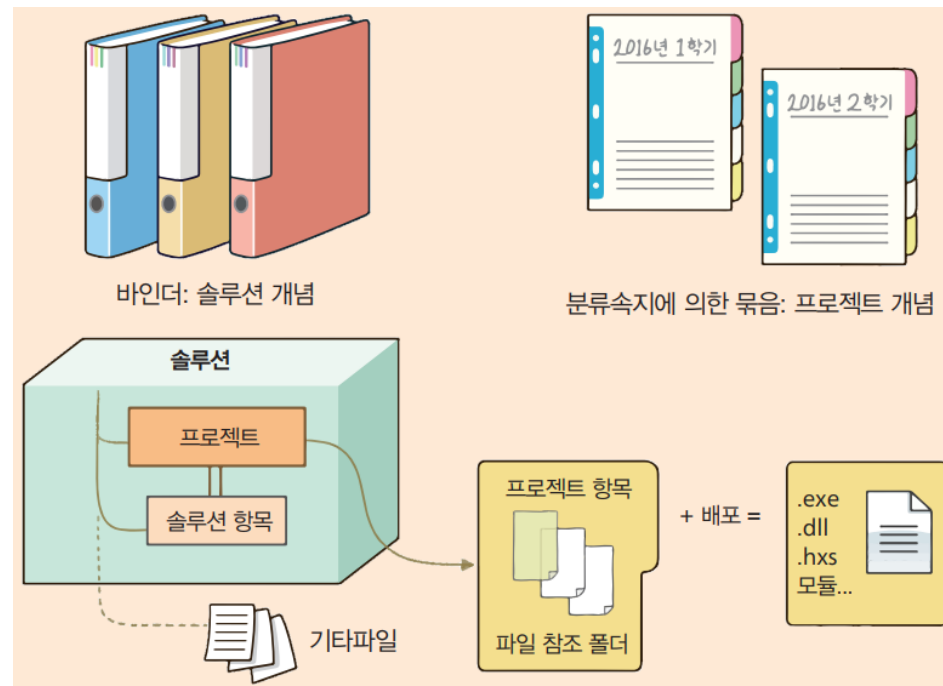 2016년 1학기
2016년 2학기
바인더: 솔루션 개념
분류속지에 의한 묶음: 프로젝트 개념
솔루션
프로젝트
솔루션 항목
기타파일
프로젝트 항목
파일 참조 폴더
+ 배포 =
.exe
.dll
.hxs
모듈...